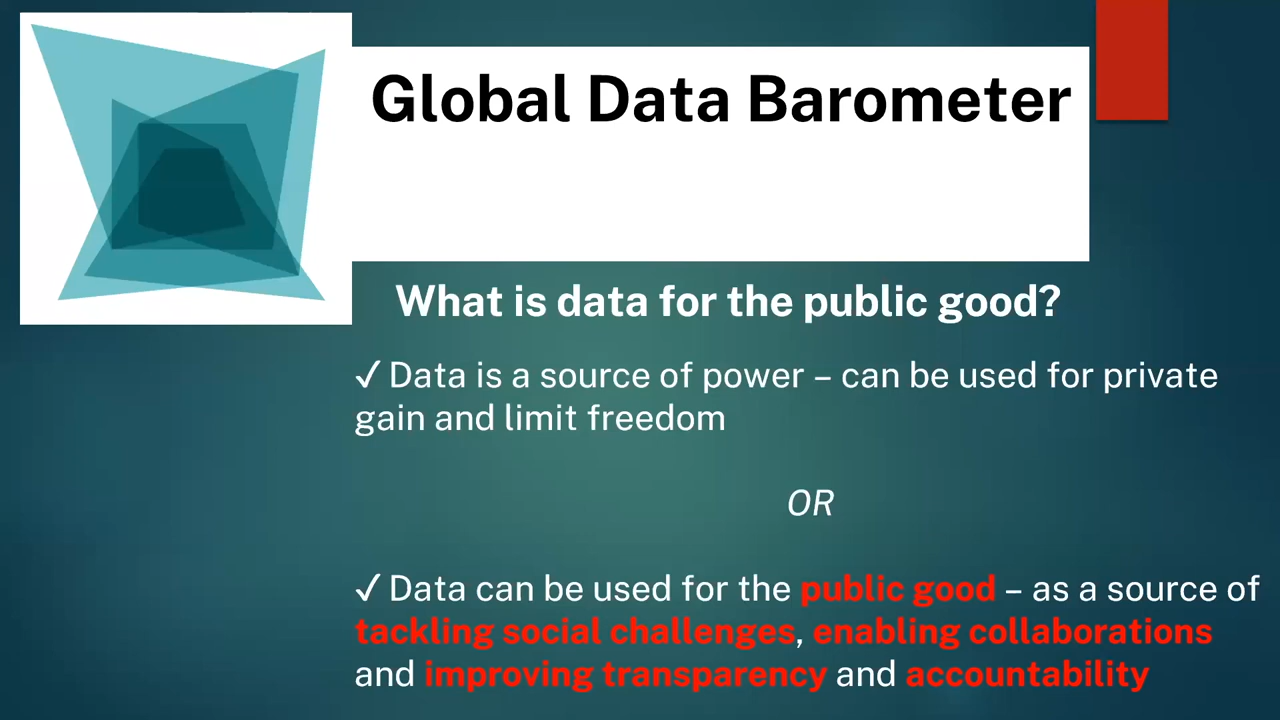 Global Data Barometer
What is data for the public good?
✓ Data is a source of power – can be used for private
gain and limit freedom
OR
✓ Data can be used for the public good – as a source of
tackling social challenges, enabling collaborations
and improving transparency and accountability